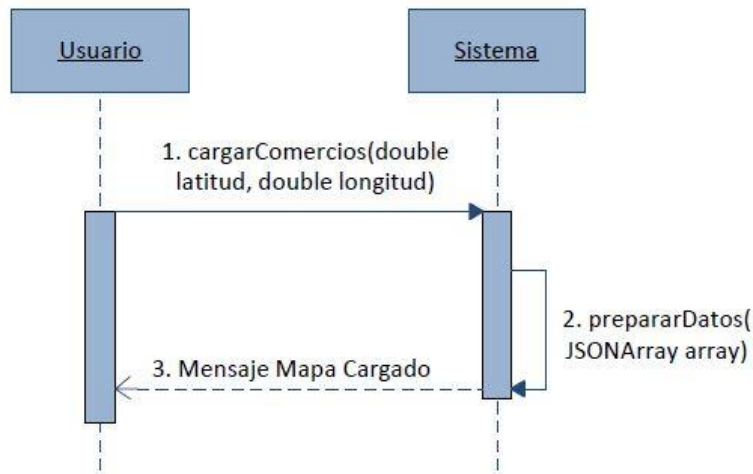 Usuario
Sistema
1. cargarComercios(double
latitud, double longitud)
2. prepararDatos(
JSONArray array)
3. Mensaje Mapa Cargado